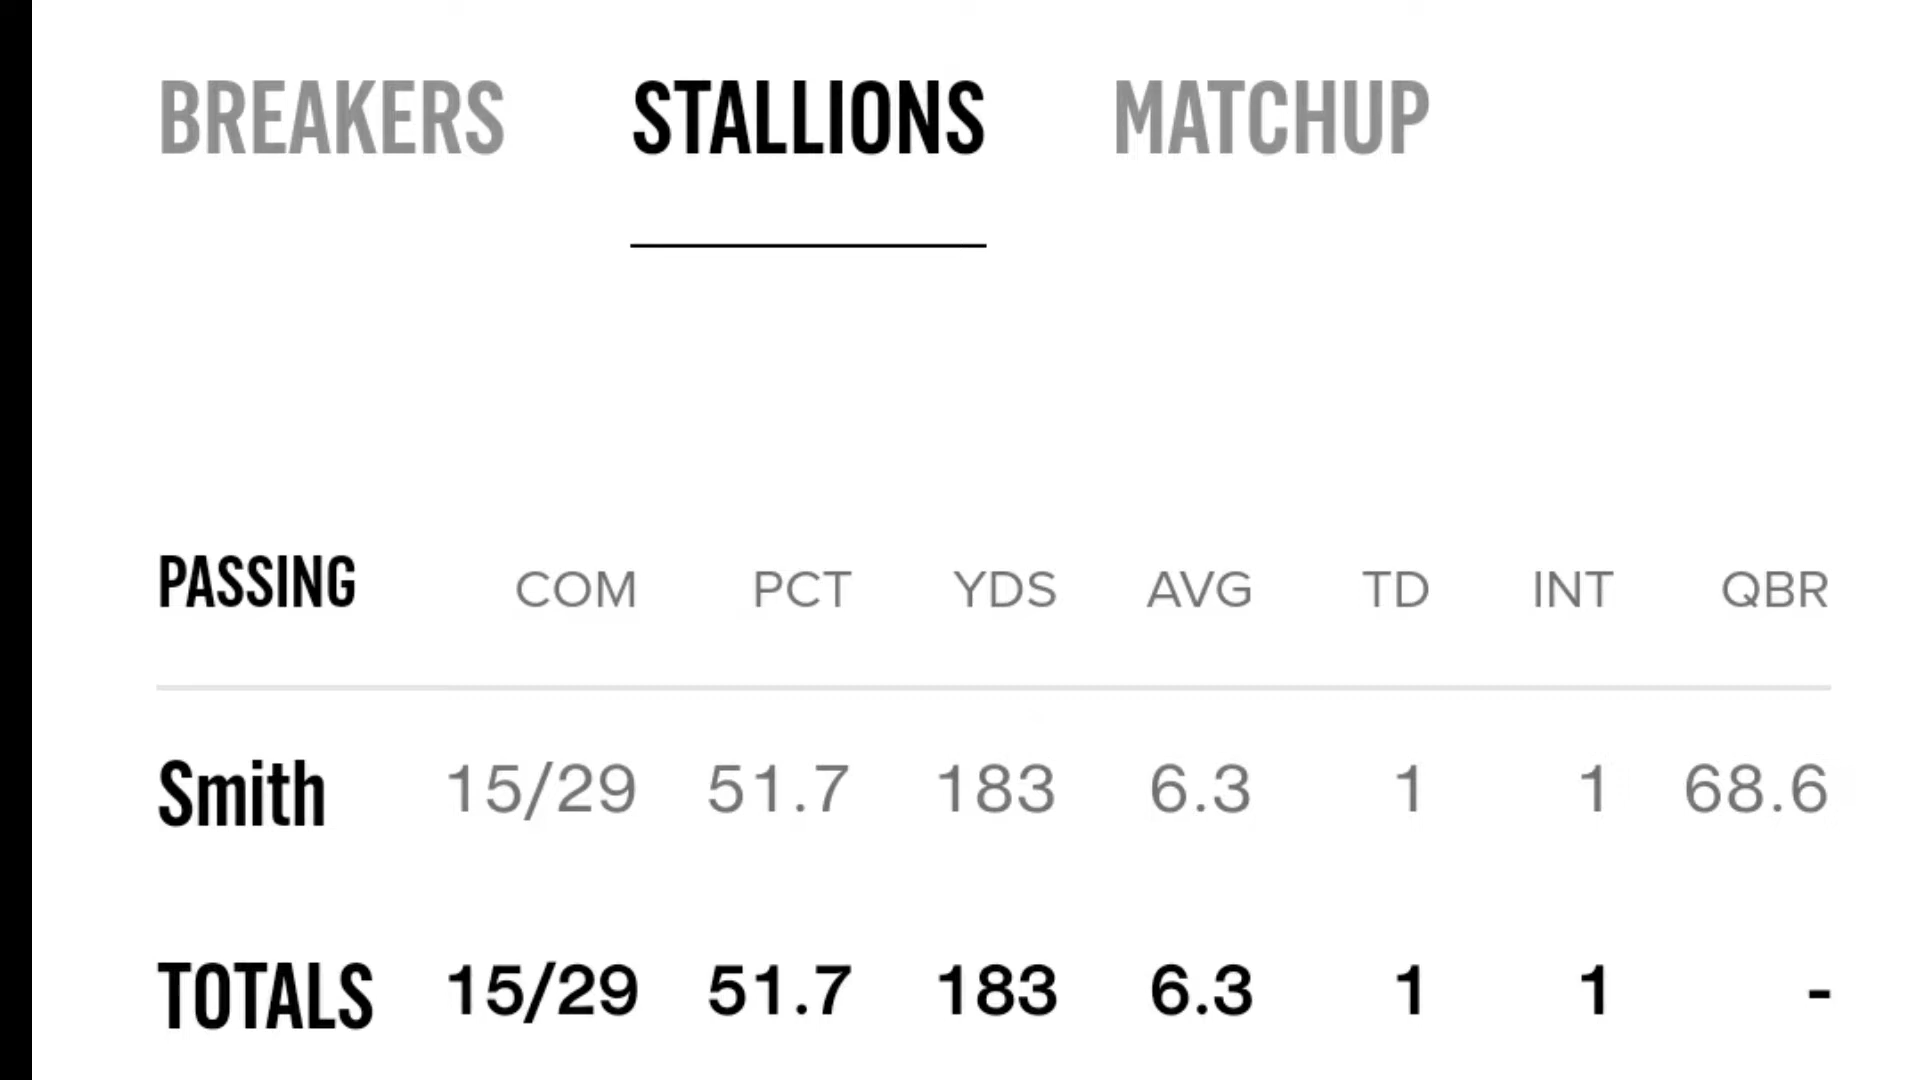 BREAKERS STALLIONS MATCHUP
PASSING COM PCT YDS AVG TD INT QBR
Smith 15/29 51.7 183 6.3 1 1 68.6
TOTALS 15/29 51.7 183 6.3 1 1 -